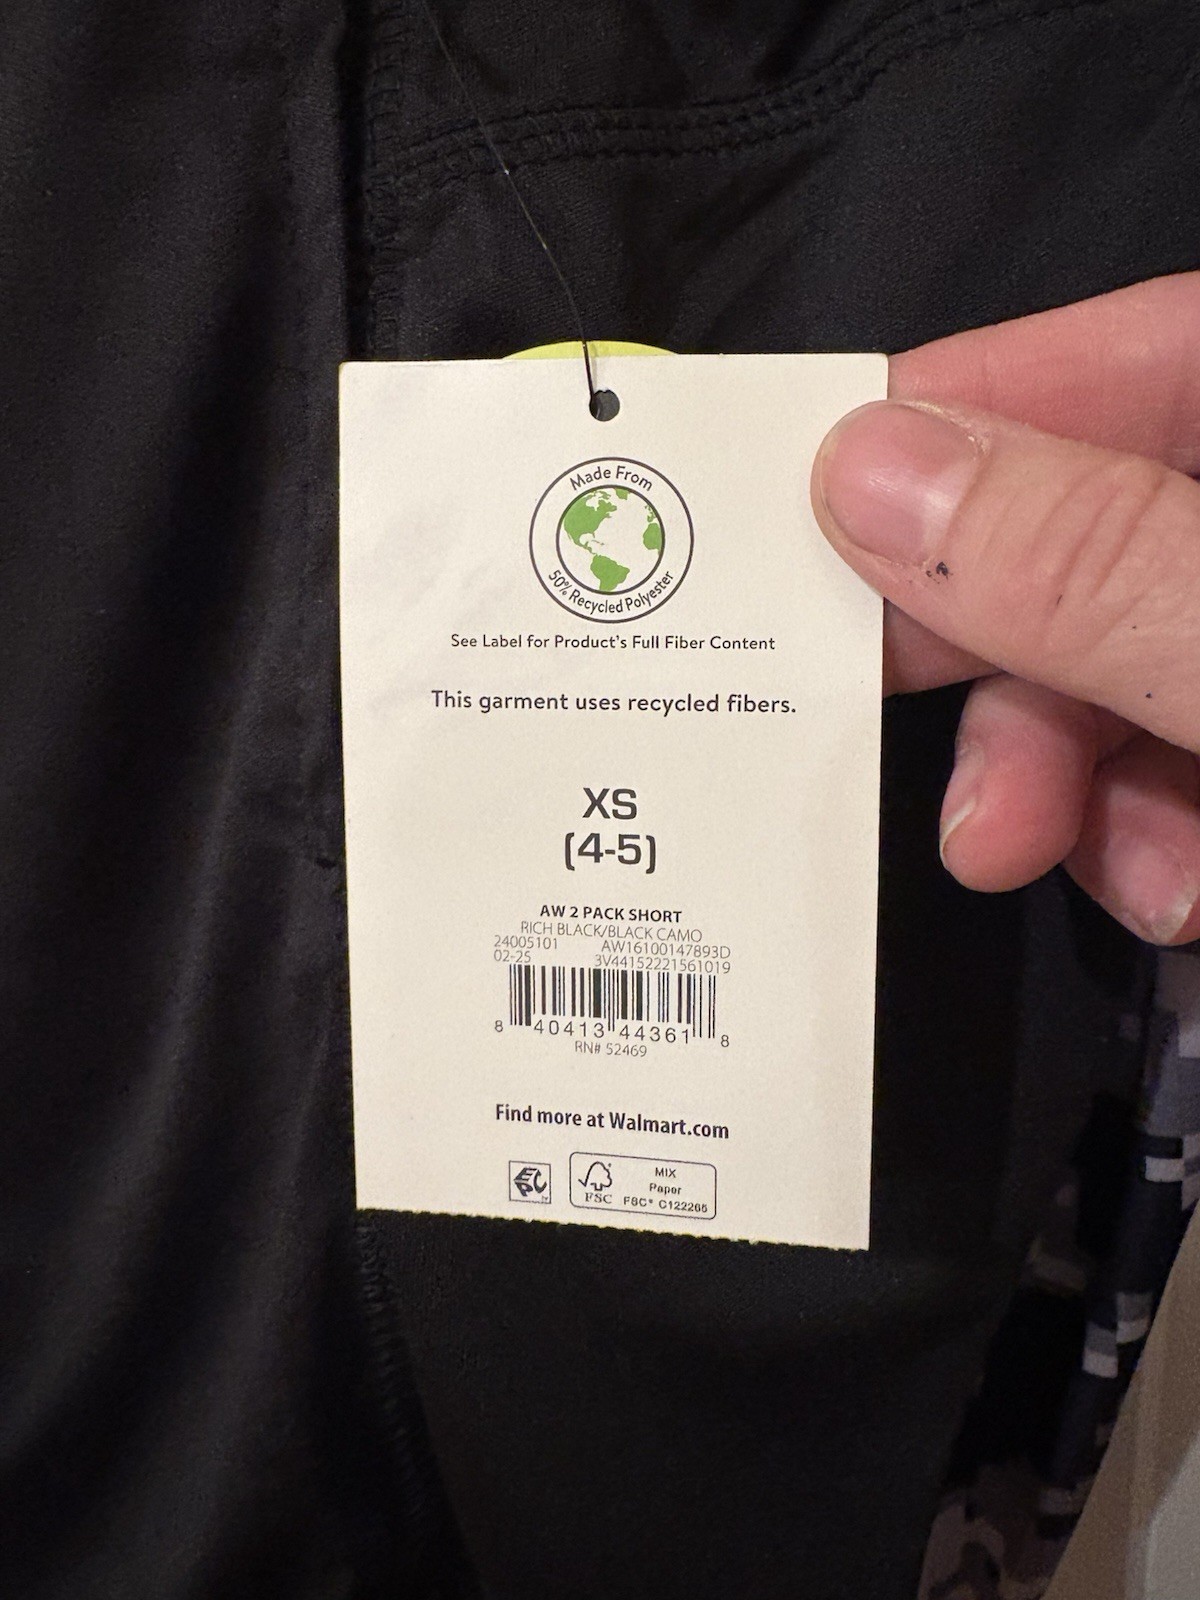 Made From
50% Recycled Polyester
See Label for Product's Full Fiber Content
This garment uses recycled fibers.
XS
(4-5)
AW 2 PACK SHORT
RICH BLACK/BLACK CAMO
24005101 AW16100147893D
02-25 3V44152221561019
8 40413 44361 8
RN# 52469
Find more at Walmart.com
EPC
FSC
MIX
Paper
FSC® C122265